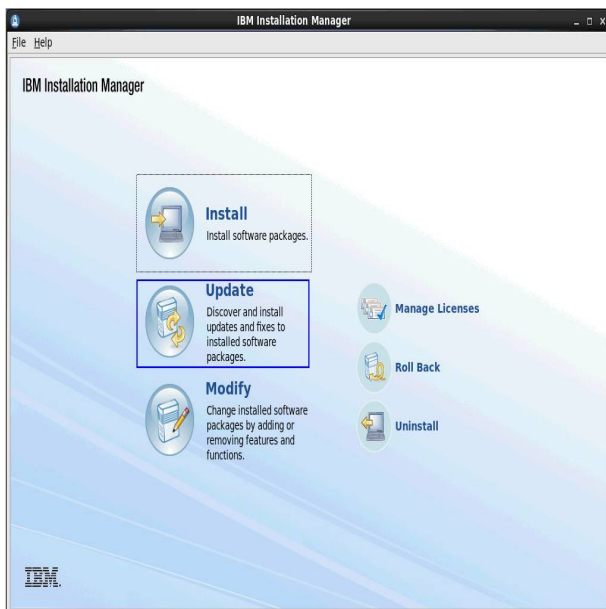 IBM Installation Manager
File Help
IBM Installation Manager
Install
Install software packages.
Update
Discover and install
updates and fixes to
installed software
packages.
Modify
Change installed software
packages by adding or
removing features and
functions.
Manage Licenses
Roll Back
Uninstall
IBM.